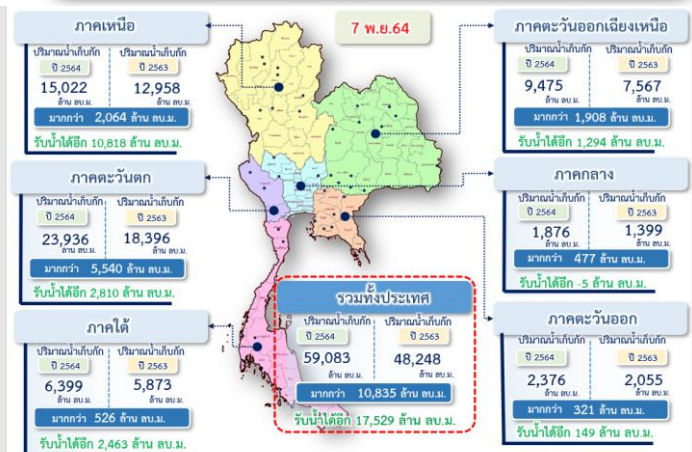 7 พ.ย.64
ภาคเหนือ
ปริมาณน้ำเก็บกัก ปริมาณน้ำเก็บกัก
ปี 2564 ปี 2563
15,022 12,958
ล้าน ลบ.ม. ล้าน ลบ.ม.
มากกว่า 2,064 ล้าน ลบ.ม.
รับน้ำได้อีก 10,818 ล้าน ลบ.ม.
ภาคตะวันออกเฉียงเหนือ
ปริมาณน้ำเก็บกัก ปริมาณน้ำเก็บกัก
ปี 2564 ปี 2563
9,475 7,567
ล้าน ลบ.ม. ล้าน ลบ.ม.
มากกว่า 1,908 ล้าน ลบ.ม.
รับน้ำได้อีก 1,294 ล้าน ลบ.ม.
ภาคตะวันตก
ปริมาณน้ำเก็บกัก ปริมาณน้ำเก็บกัก
ปี 2564 ปี 2563
23,936 18,396
ล้าน ลบ.ม. ล้าน ลบ.ม.
มากกว่า 5,540 ล้าน ลบ.ม.
รับน้ำได้อีก 2,810 ล้าน ลบ.ม.
ภาคกลาง
ปริมาณน้ำเก็บกัก ปริมาณน้ำเก็บกัก
ปี 2564 ปี 2563
1,876 1,399
ล้าน ลบ.ม. ล้าน ลบ.ม.
มากกว่า 477 ล้าน ลบ.ม.
รับน้ำได้อีก -5 ล้าน ลบ.ม.
ภาคใต้
ปริมาณน้ำเก็บกัก ปริมาณน้ำเก็บกัก
ปี 2564 ปี 2563
6,399 5,873
ล้าน ลบ.ม. ล้าน ลบ.ม.
มากกว่า 526 ล้าน ลบ.ม.
รับน้ำได้อีก 2,463 ล้าน ลบ.ม.
รวมทั้งประเทศ
ปริมาณน้ำเก็บกัก ปริมาณน้ำเก็บกัก
ปี 2564 ปี 2563
59,083 48,248
ล้าน ลบ.ม. ล้าน ลบ.ม.
มากกว่า 10,835 ล้าน ลบ.ม.
รับน้ำได้อีก 17,529 ล้าน ลบ.ม.
ภาคตะวันออก
ปริมาณน้ำเก็บกัก ปริมาณน้ำเก็บกัก
ปี 2564 ปี 2563
2,376 2,055
ล้าน ลบ.ม. ล้าน ลบ.ม.
มากกว่า 321 ล้าน ลบ.ม.
รับน้ำได้อีก 149 ล้าน ลบ.ม.